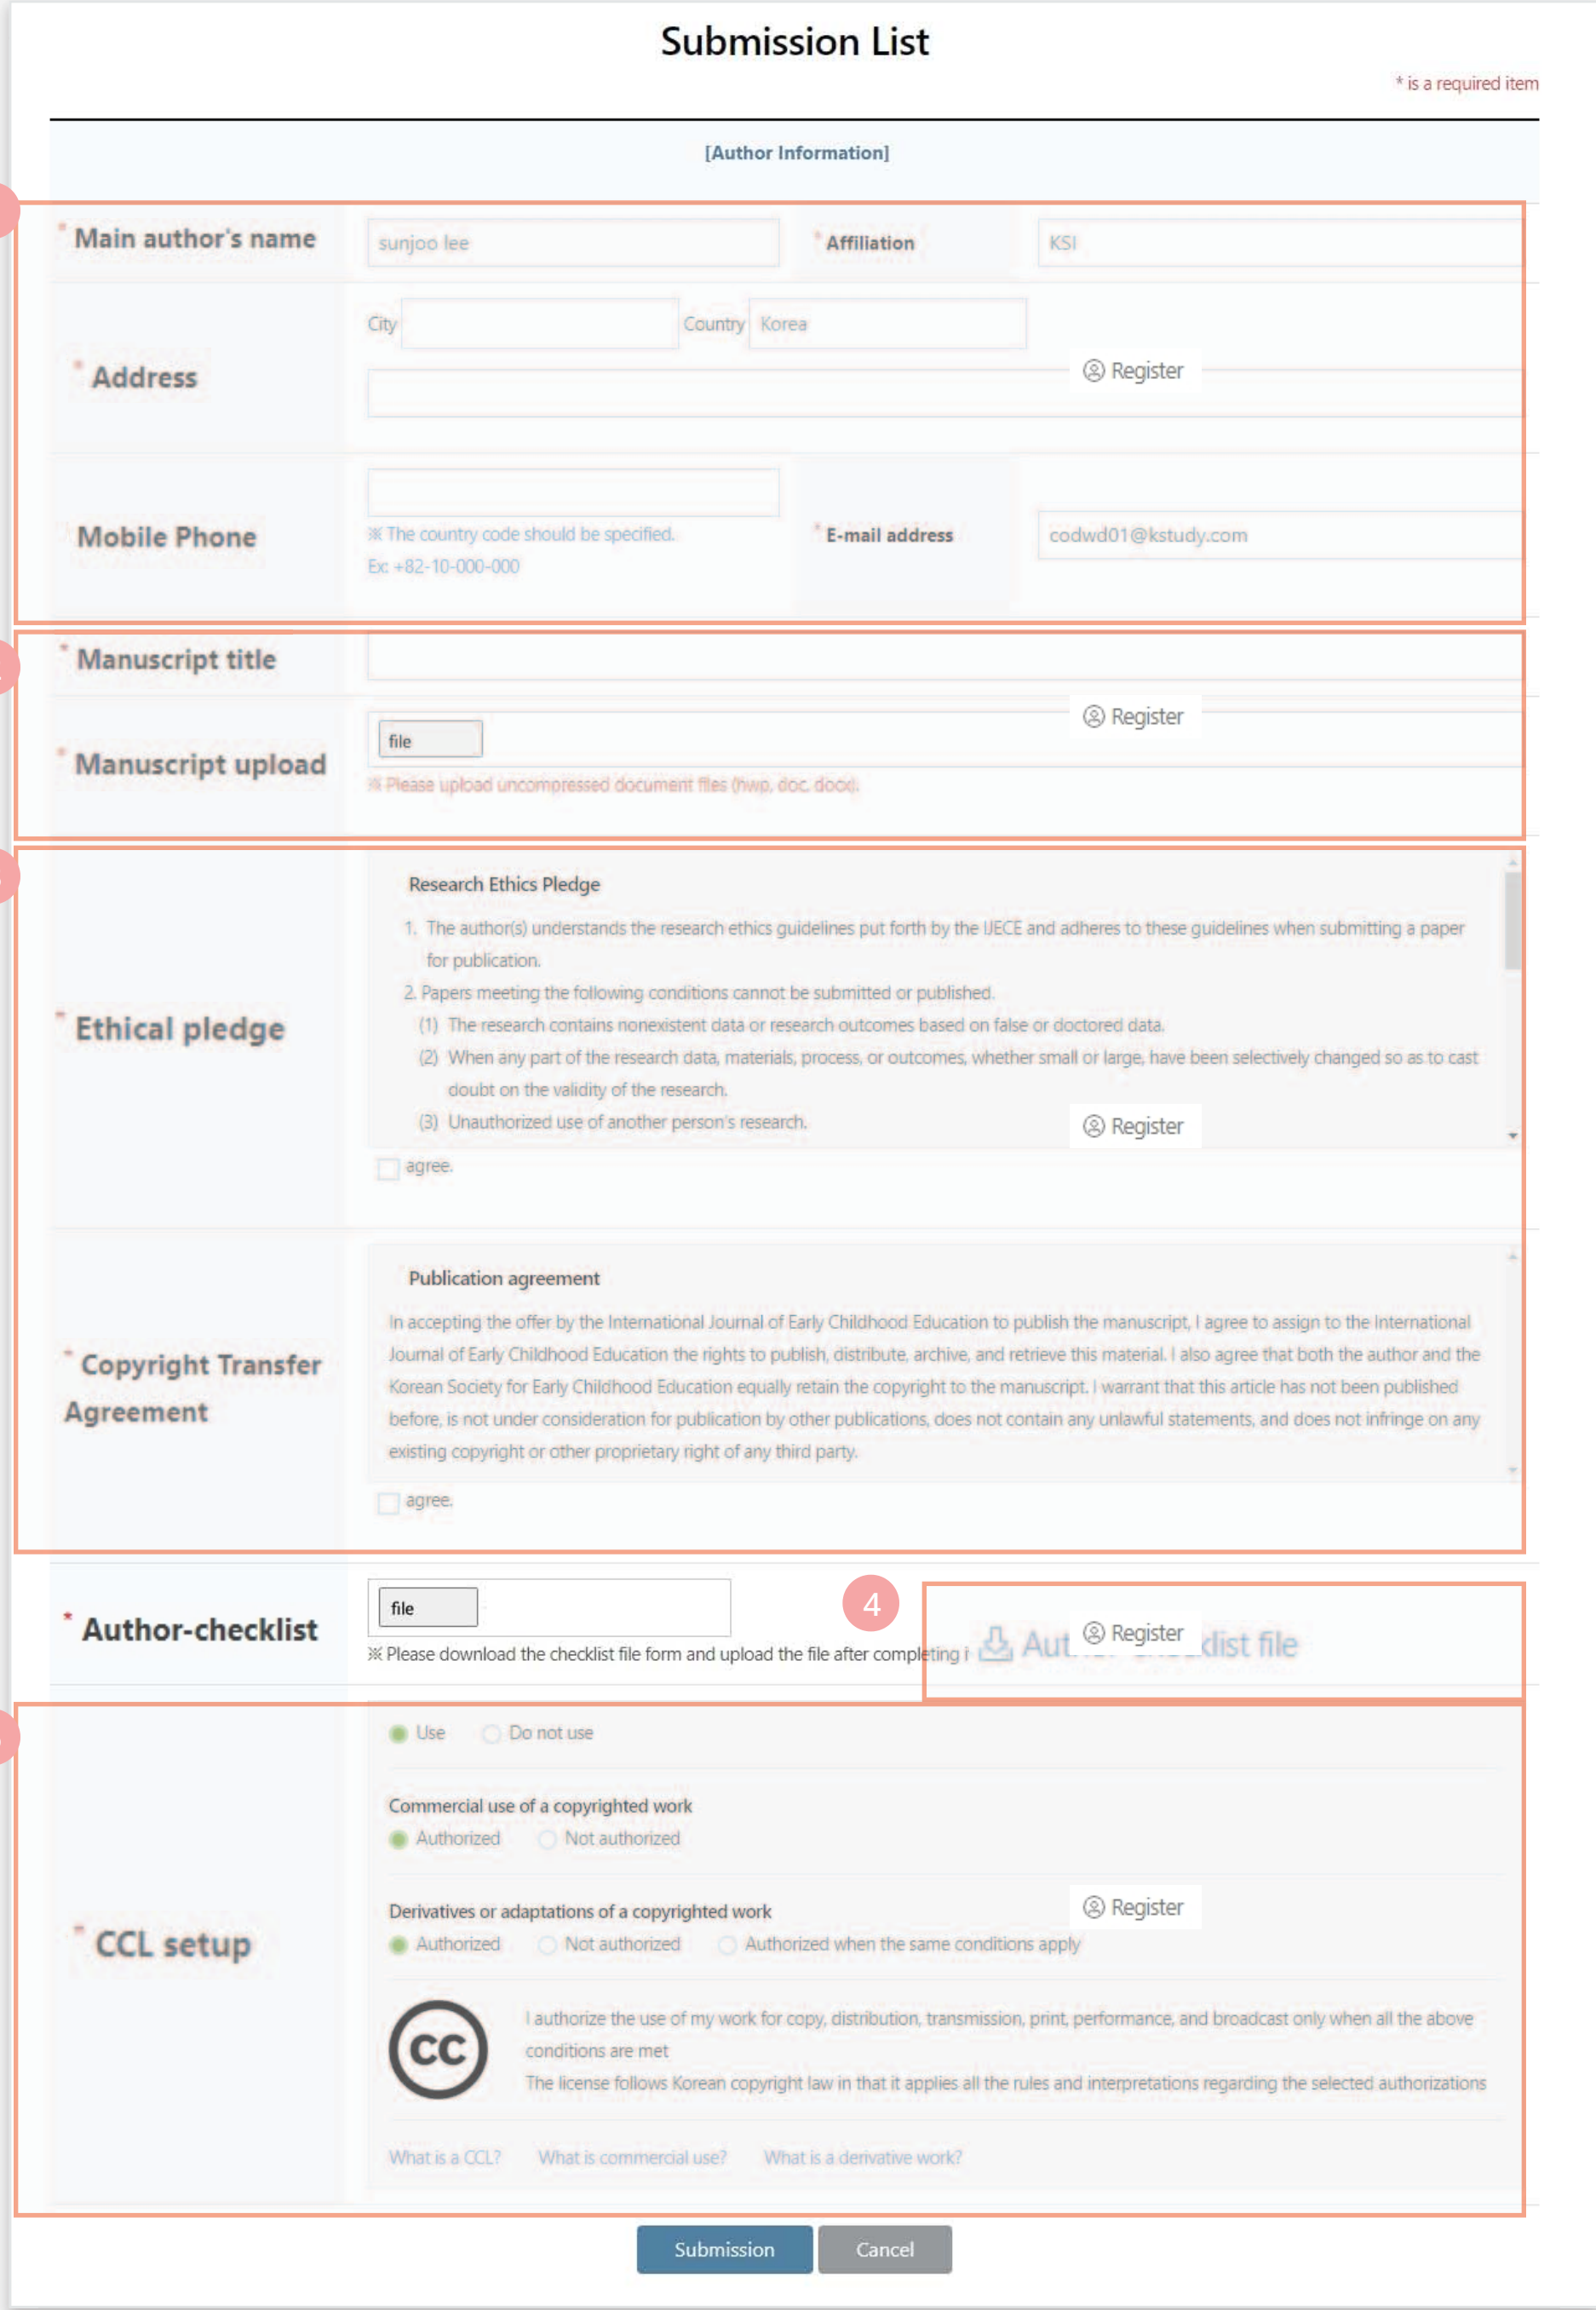 Submission List
* is a required item
[Author Information]
* Main author's name
sunjoo lee
* Affiliation
KSI
* Address
City
Country
Korea
Register
Mobile Phone
※ The country code should be specified.
Ex: +82-10-000-000
* E-mail address
codwd01@kstudy.com
* Manuscript title
* Manuscript upload
file
Register
※ Please upload uncompressed document files (hwp, doc, docx).
* Ethical pledge
Research Ethics Pledge
1. The author(s) understands the research ethics guidelines put forth by the IJECE and adheres to these guidelines when submitting a paper
for publication.
2. Papers meeting the following conditions cannot be submitted or published.
(1) The research contains nonexistent data or research outcomes based on false or doctored data.
(2) When any part of the research data, materials, process, or outcomes, whether small or large, have been selectively changed so as to cast
doubt on the validity of the research.
(3) Unauthorized use of another person's research.
Register
agree.
* Copyright Transfer
Agreement
Publication agreement
In accepting the offer by the International Journal of Early Childhood Education to publish the manuscript, I agree to assign to the International
Journal of Early Childhood Education the rights to publish, distribute, archive, and retrieve this material. I also agree that both the author and the
Korean Society for Early Childhood Education equally retain the copyright to the manuscript. I warrant that this article has not been published
before, is not under consideration for publication by other publications, does not contain any unlawful statements, and does not infringe on any
existing copyright or other proprietary right of any third party.
agree.
* Author-checklist
file
※ Please download the checklist file form and upload the file after completing
4
Register
file
* CCL setup
Use
Do not use
Commercial use of a copyrighted work
Authorized
Not authorized
Derivatives or adaptations of a copyrighted work
Register
Authorized
Not authorized
Authorized when the same conditions apply
cc
I authorize the use of my work for copy, distribution, transmission, print, performance, and broadcast only when all the above
conditions are met
The license follows Korean copyright law in that it applies all the rules and interpretations regarding the selected authorizations
What is a CCL?
What is commercial use?
What is a derivative work?
Submission
Cancel